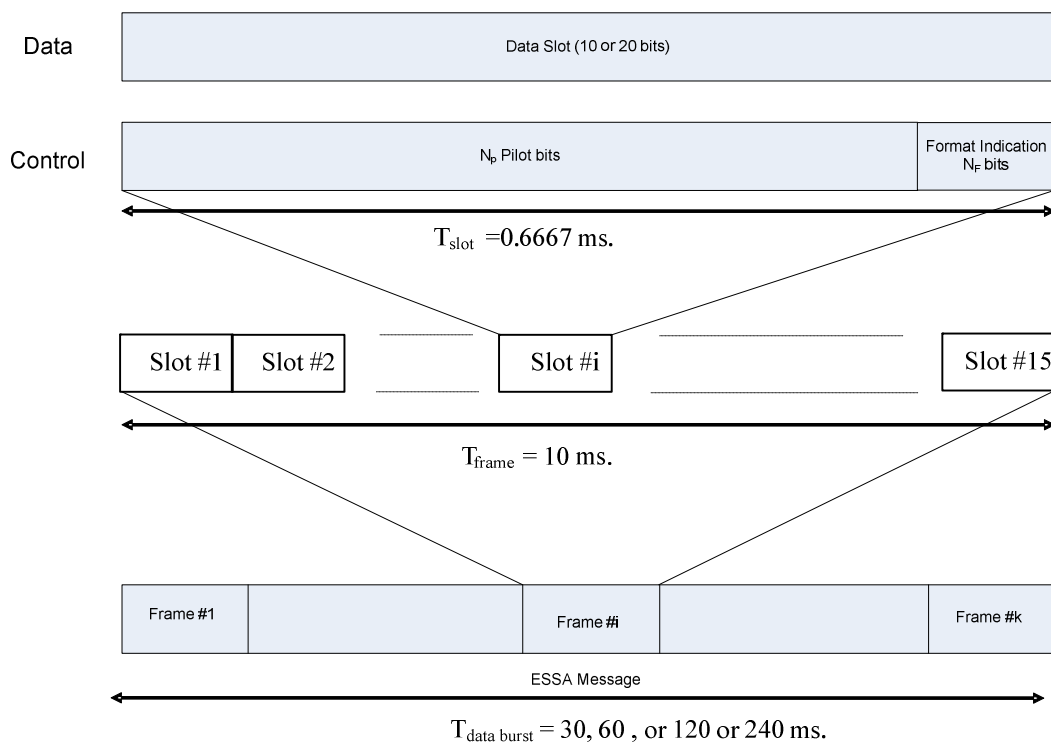 Data
Data Slot (10 or 20 bits)
Control
Np Pilot bits
Format Indication
NF bits
Tslot =0.6667 ms.
Slot #1
Slot #2
Slot #i
Slot #15
Tframe = 10 ms.
Frame #1
Frame #i
Frame #k
ESSA Message
Tdata burst = 30, 60 , or 120 or 240 ms.